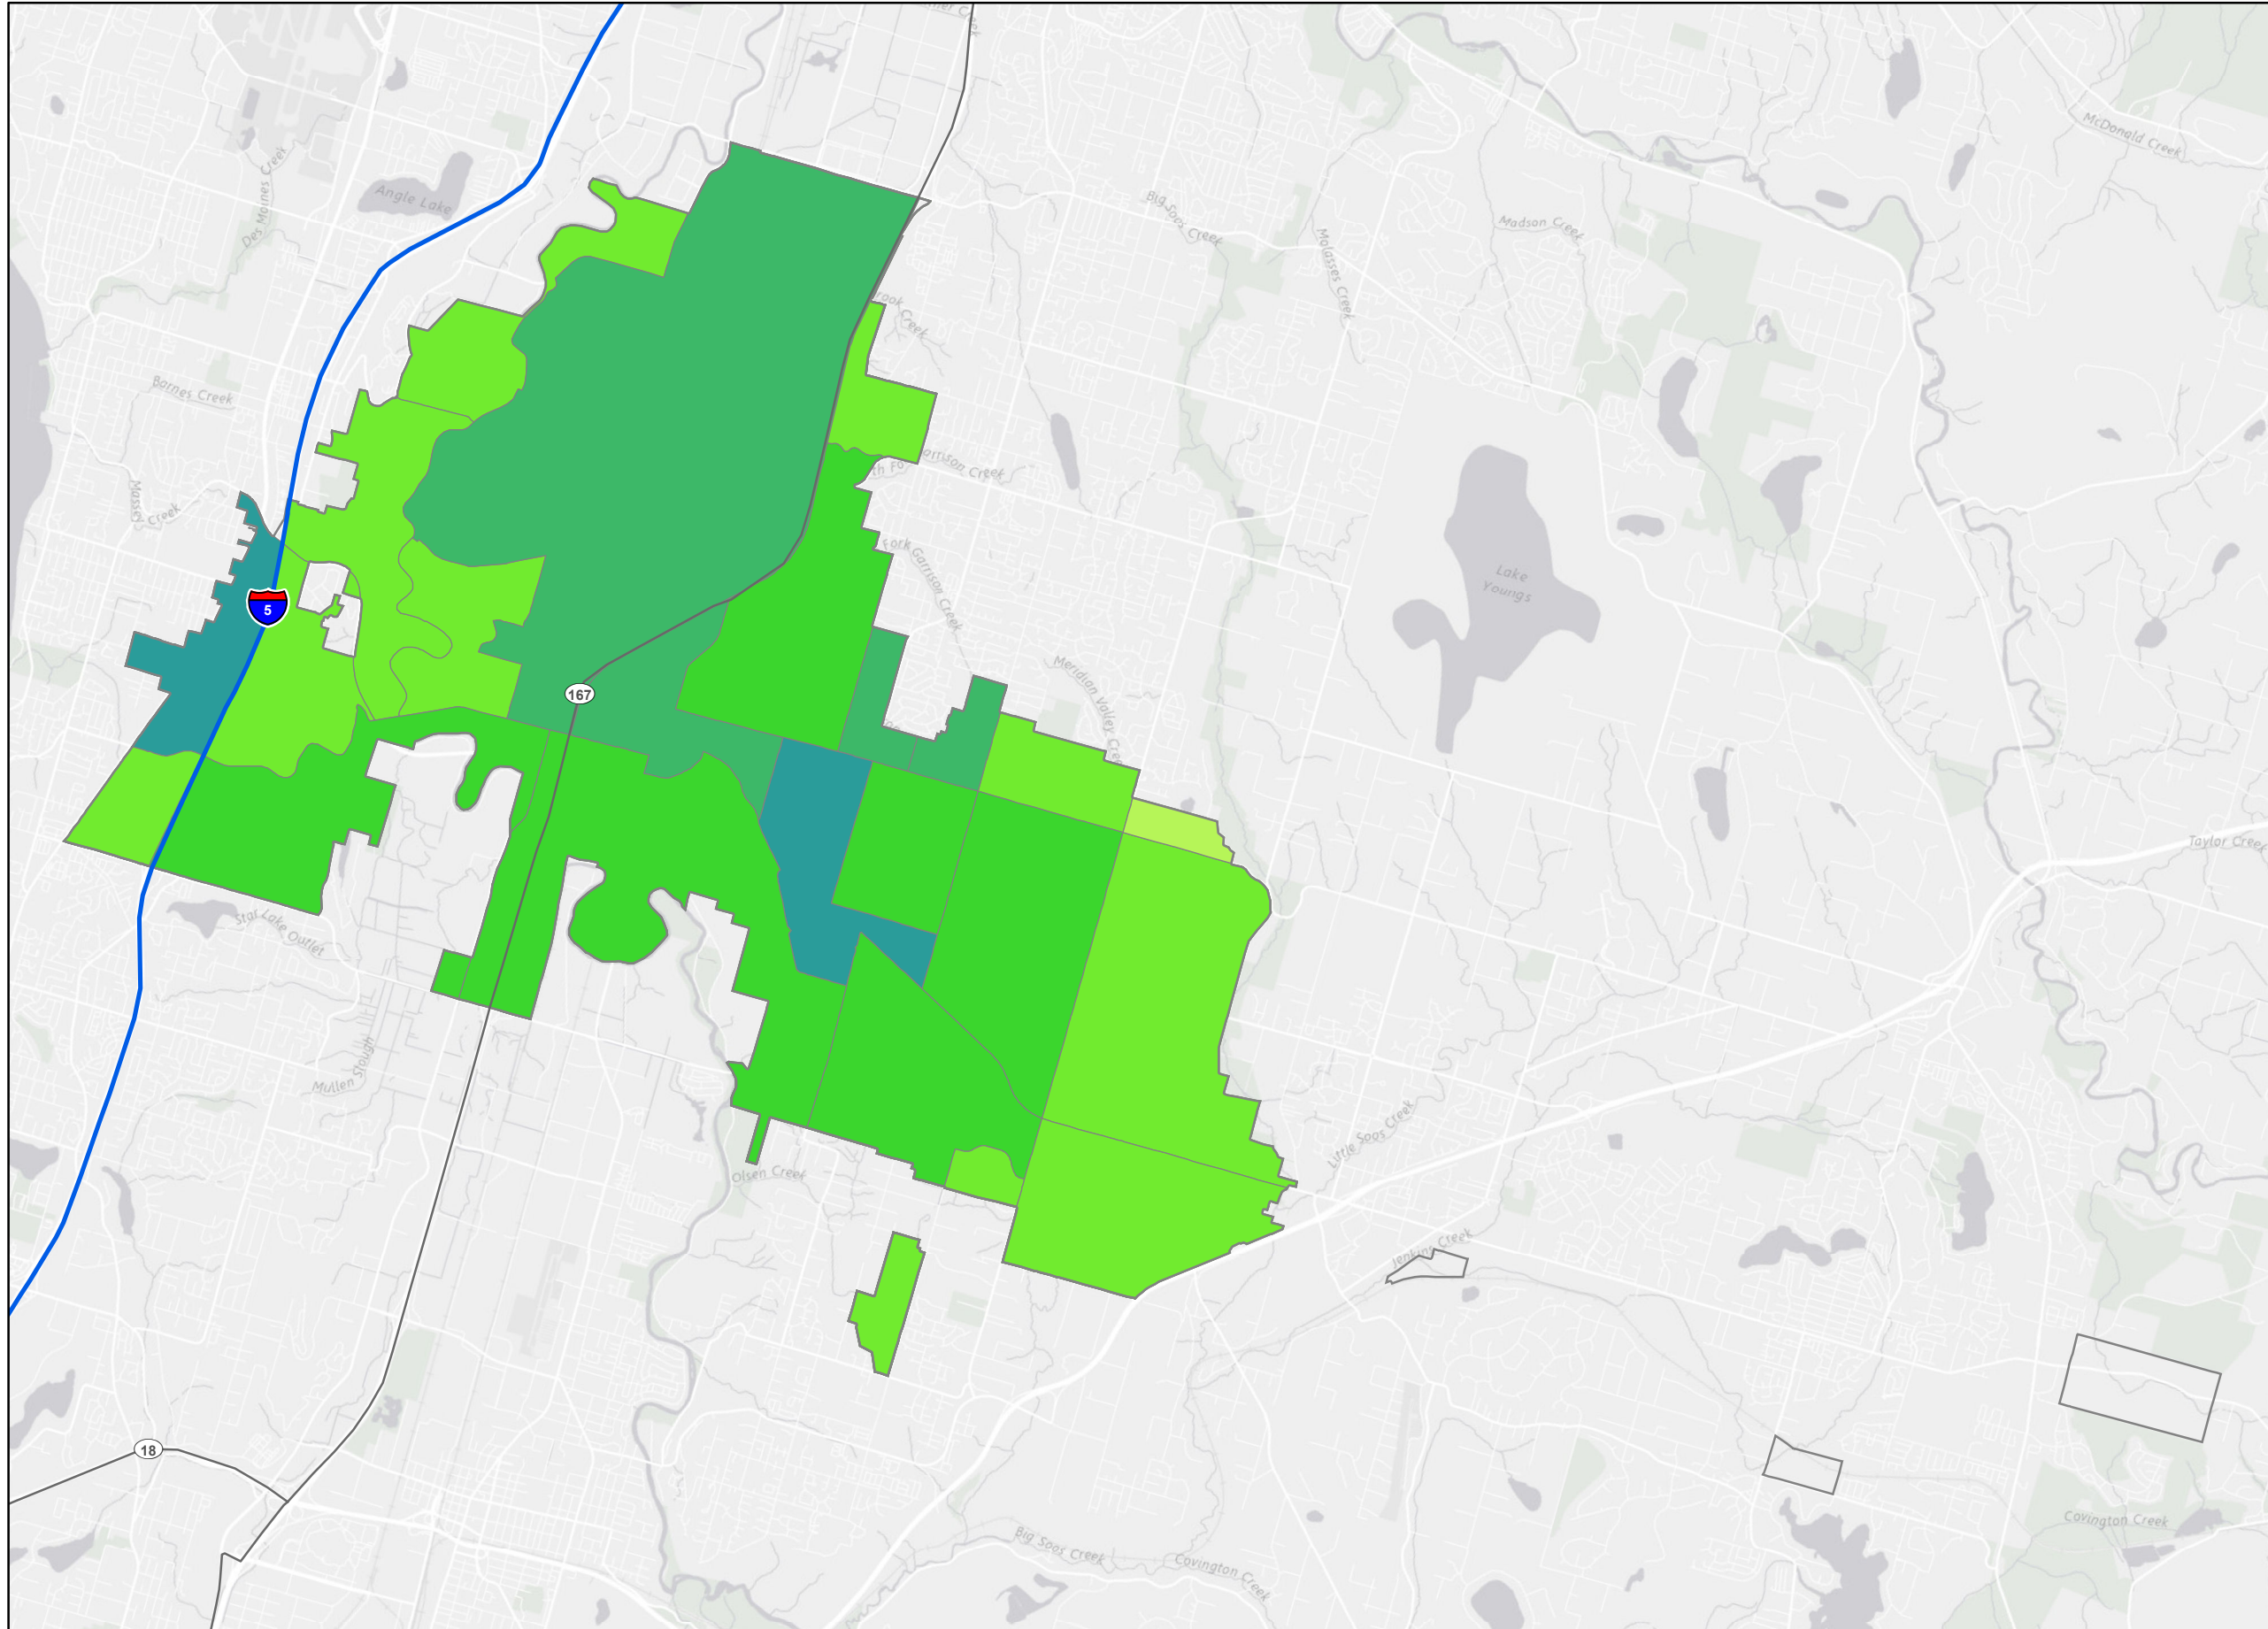 McDonald Creek
Angle Lake
Des Moines Creek
Big Soos Creek
Madson Creek
Molasses Creek
Barnes Creek
Massey Creek
Fork Garrison Creek
Lake
Youngs
5
167
Meridian Valley Cree
Taylor Creek
Star Lake Outlet
Mullen Slough
Little Soos Creek
Olsen Creek
Jenkins Creek
18
Big Soos Creek
Covington Creek
Covington Creek